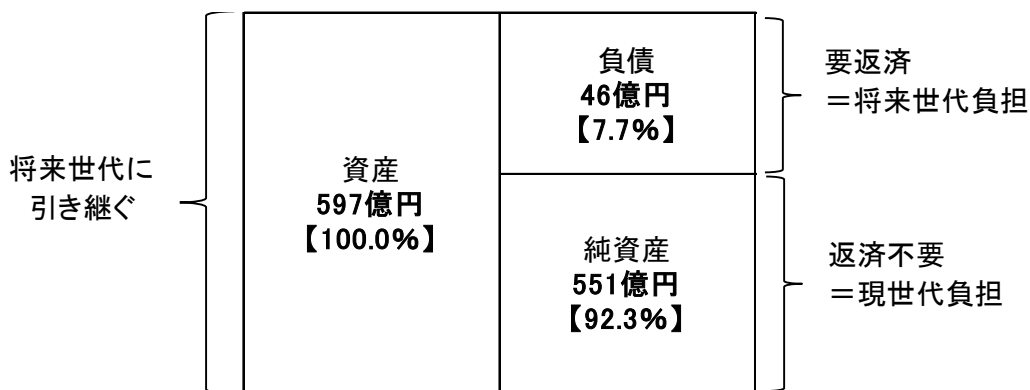 将来世代に
引き継ぐ
資産
597億円
【100.0%】
負債
46億円
【7.7%】
要返済
＝将来世代負担
純資産
551億円
【92.3%】
返済不要
＝現世代負担